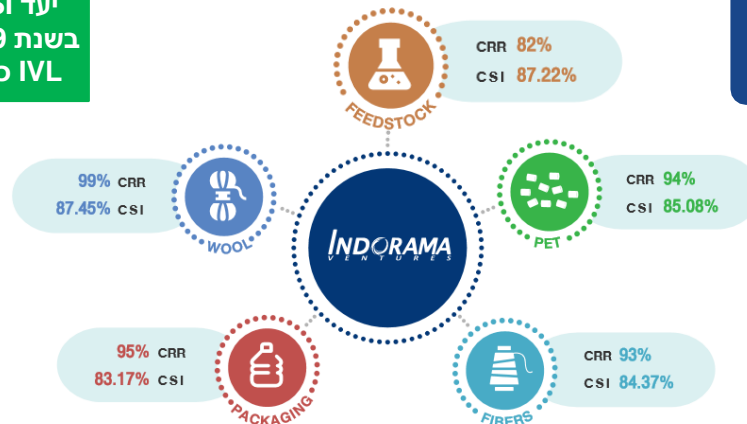 יעד
בשנת
IVL
CRR 82%
CSI 87.22%
FEEDSTOCK
99% CRR
87.45% CSI
WOOL
CRR 94%
CSI 85.08%
PET
INDORAMA
VENTURES
95% CRR
83.17% CSI
PACKAGING
CRR 93%
CSI 84.37%
FIBERS